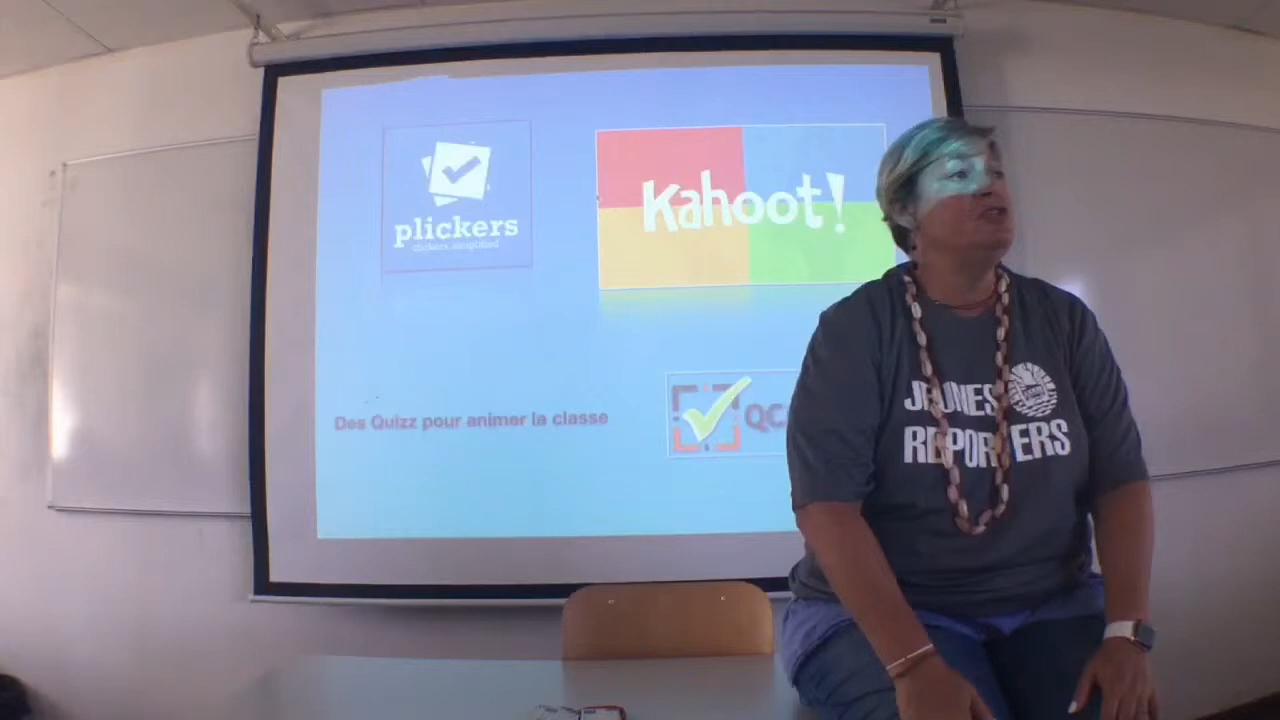 plickers
clickers, simplified
Kahoot!
Des Quizz pour animer la classe
QC
JEUNES
REPORTERS